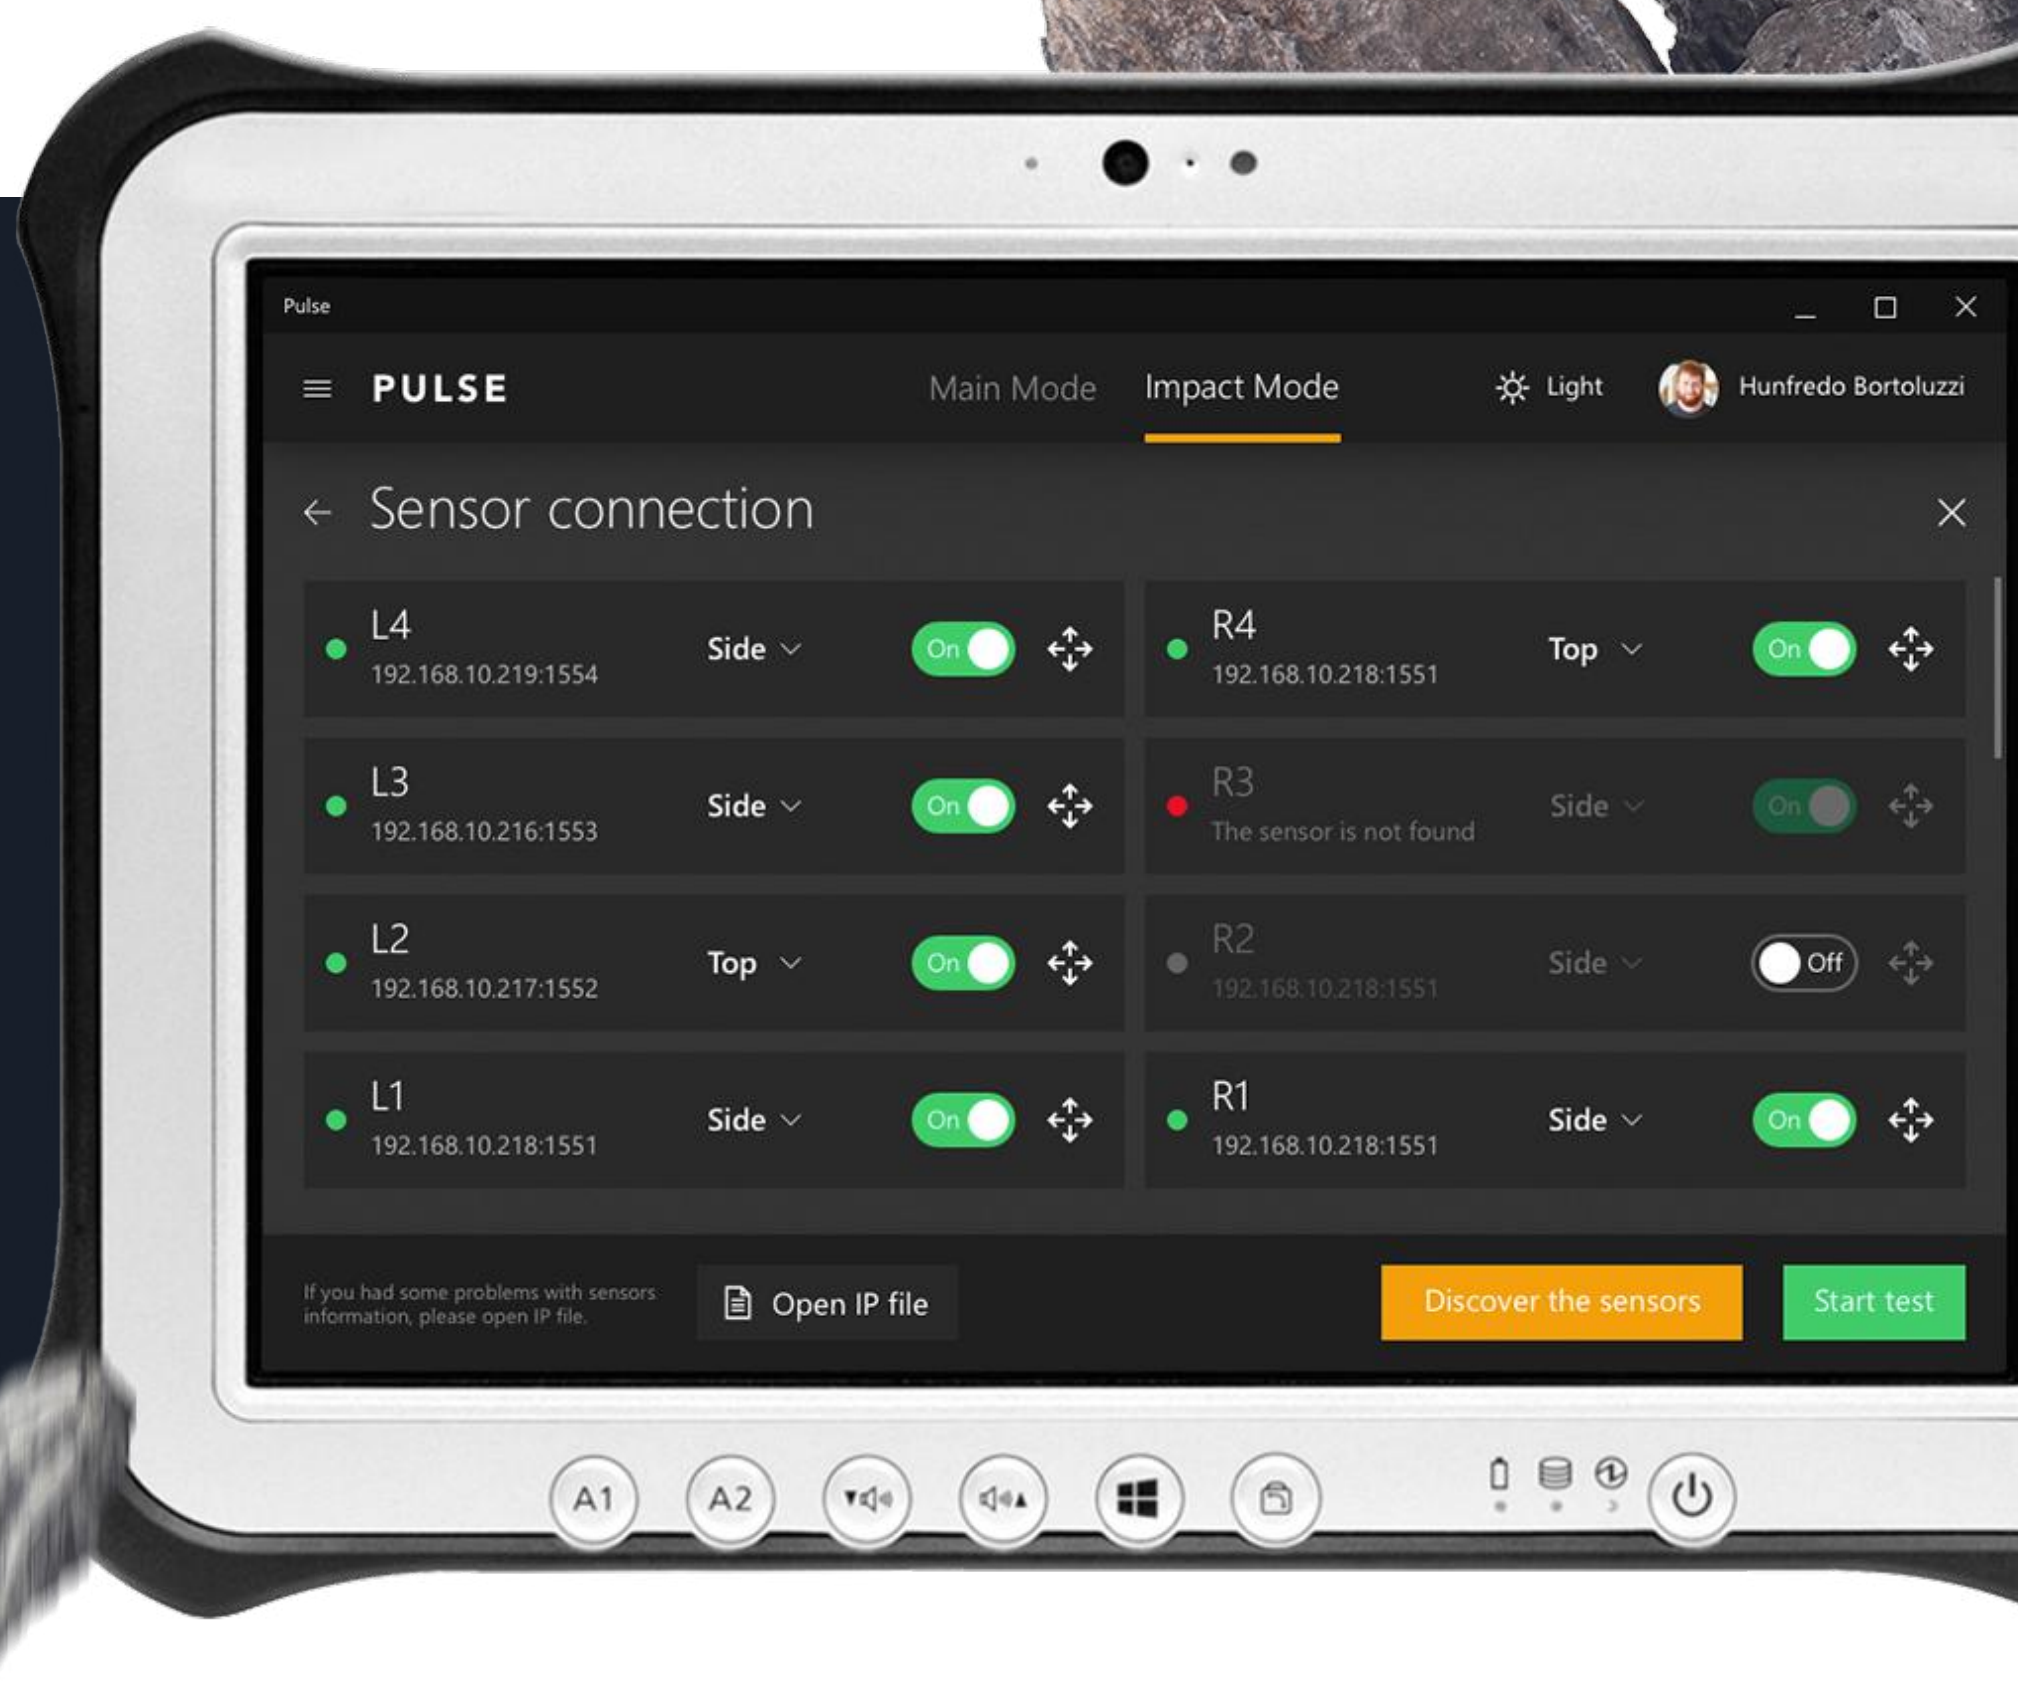 Pulse
PULSE
Main Mode
Impact Mode
Light
Hunfredo Bortoluzzi
Sensor connection
L4
192.168.10.219:1554
Side
On
R4
192.168.10.218:1551
Top
On
L3
192.168.10.216:1553
Side
On
R3
The sensor is not found
Side
On
L2
192.168.10.217:1552
Top
On
R2
192.168.10.218:1551
Side
Off
L1
192.168.10.218:1551
Side
On
R1
192.168.10.218:1551
Side
On
If you had some problems with sensors
information, please open IP file.
Open IP file
Discover the sensors
Start test
A1
A2